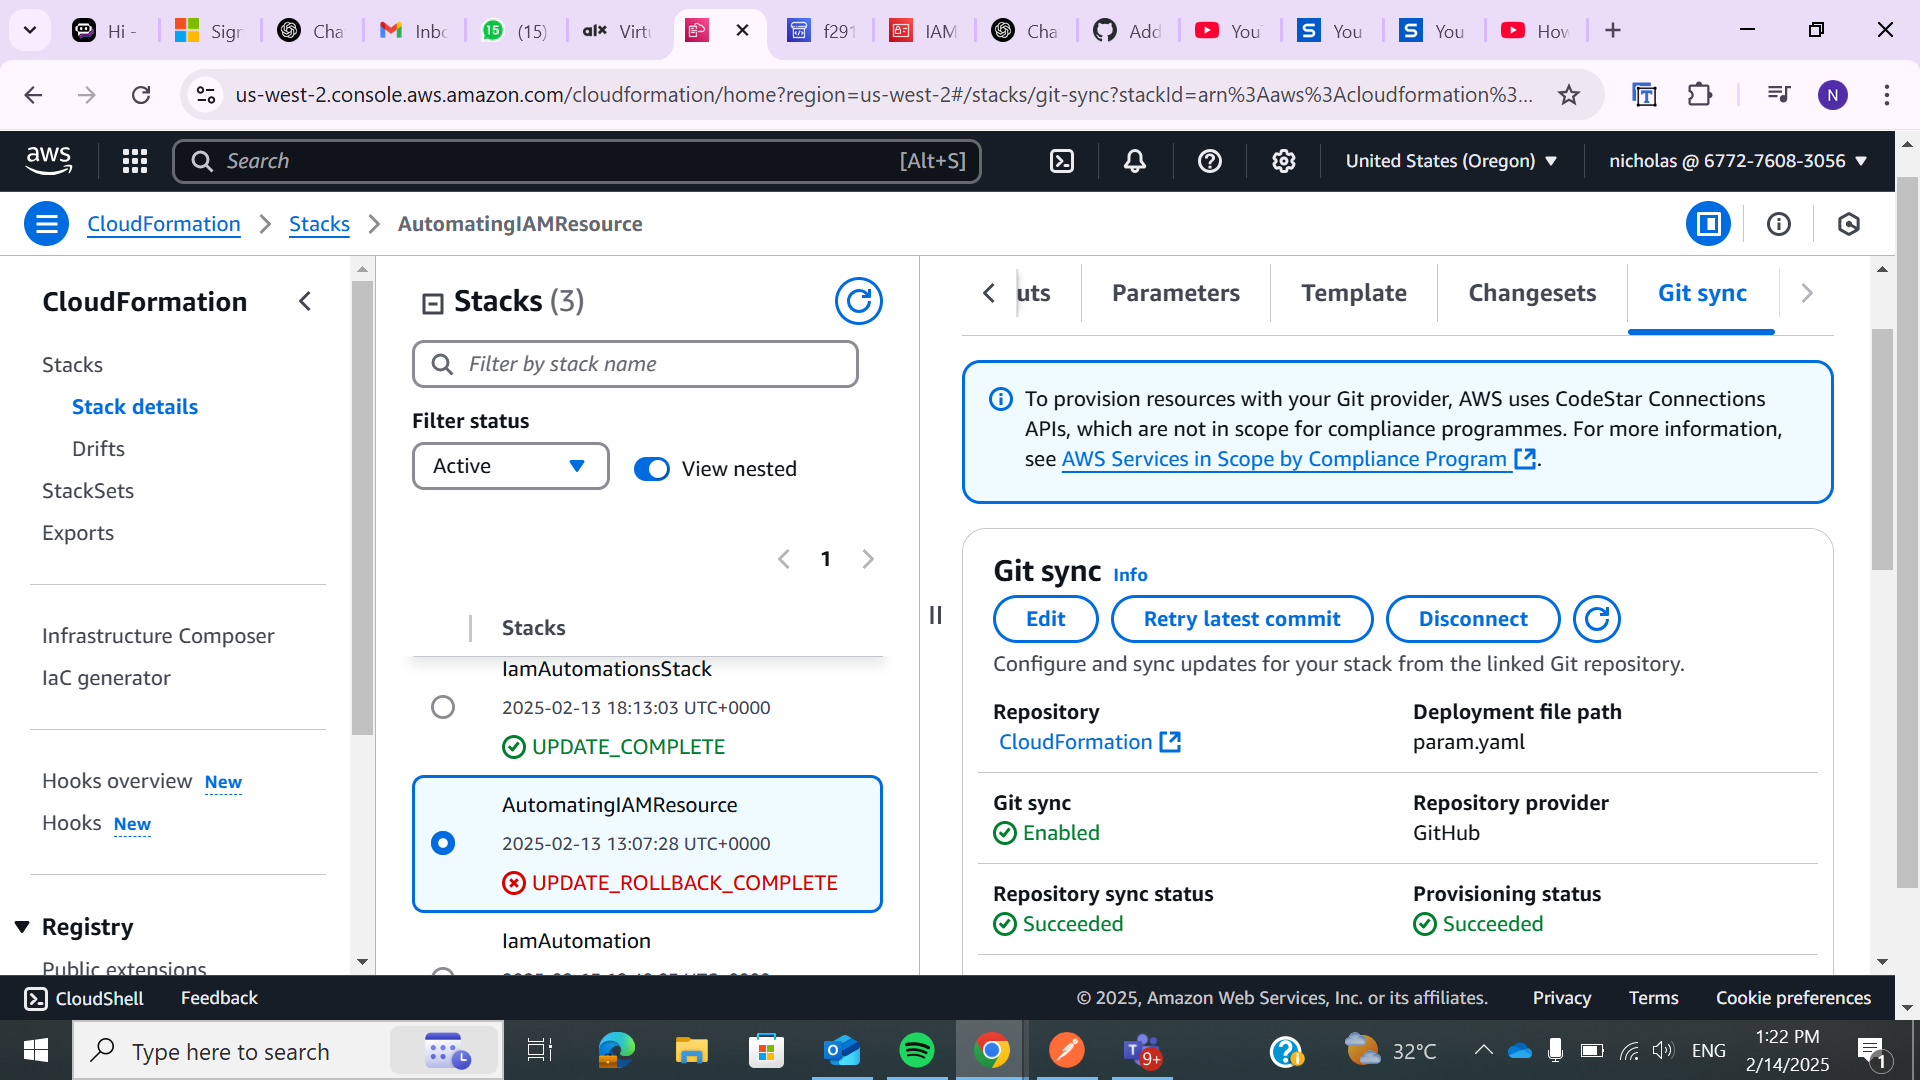 Hi -
Sign
Cha
Inbo
(15)
alx Virtu
f291
IAM
Cha
Add
You
You
You
How
us-west-2.console.aws.amazon.com/cloudformation/home?region=us-west-2#/stacks/git-sync?stackId=arn%3Aaws%3Acloudformation%3...
N
aws
Search
[Alt+S]
United States (Oregon)
nicholas @ 6772-7608-3056
CloudFormation
Stacks
AutomatingIAMResource
CloudFormation
Stacks
Stack details
Drifts
StackSets
Exports
Infrastructure Composer
IaC generator
Hooks overview New
Hooks New
Registry
Public extensions
Stacks (3)
Filter by stack name
Filter status
Active
View nested
1
Stacks
IamAutomationsStack
2025-02-13 18:13:03 UTC+0000
UPDATE_COMPLETE
AutomatingIAMResource
2025-02-13 13:07:28 UTC+0000
UPDATE_ROLLBACK_COMPLETE
IamAutomation
uts
Parameters
Template
Changesets
Git sync
To provision resources with your Git provider, AWS uses CodeStar Connections
APIs, which are not in scope for compliance programmes. For more information,
see AWS Services in Scope by Compliance Program.
Git sync Info
Edit
Retry latest commit
Disconnect
Configure and sync updates for your stack from the linked Git repository.
Repository
CloudFormation
Deployment file path
param.yaml
Git sync
Enabled
Repository provider
GitHub
Repository sync status
Succeeded
Provisioning status
Succeeded
CloudShell
Feedback
© 2025, Amazon Web Services, Inc. or its affiliates.
Privacy
Terms
Cookie preferences
Type here to search
9+
32°C
ENG
1:22 PM
2/14/2025
1